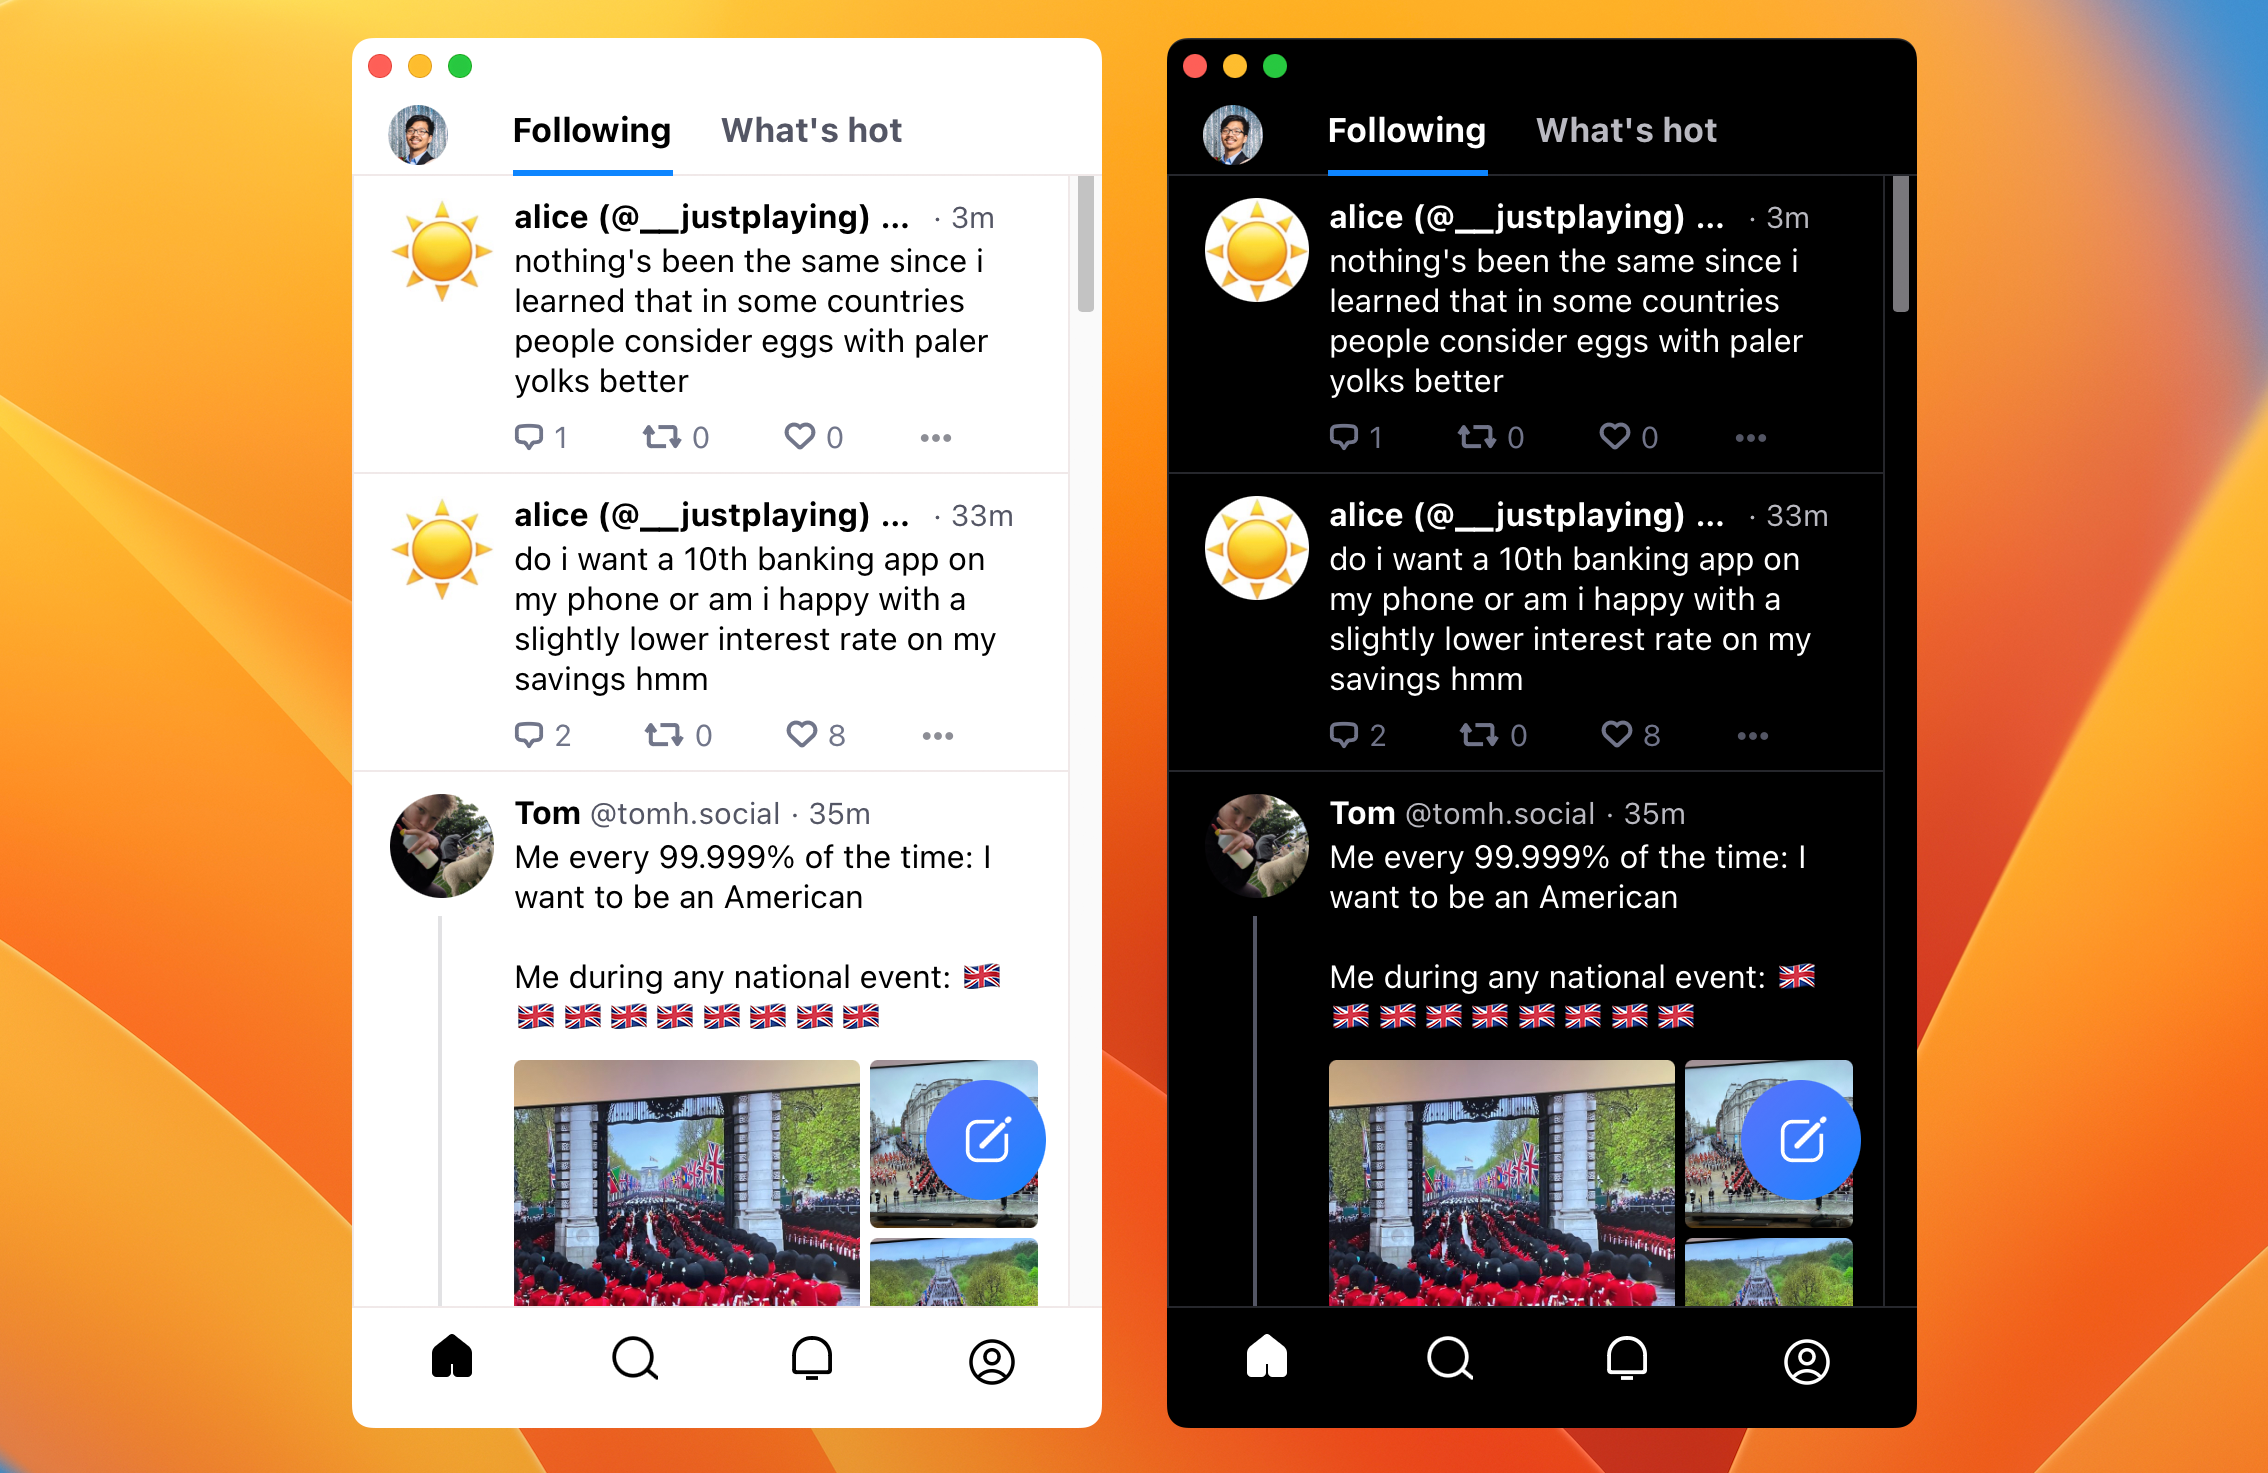 Following What's hot
alice (@__justplaying) ... · 3m
nothing's been the same since i
learned that in some countries
people consider eggs with paler
yolks better
1 0 0
alice (@__justplaying) ... · 33m
do i want a 10th banking app on
my phone or am i happy with a
slightly lower interest rate on my
savings hmm
2 0 8
Tom @tomh.social · 35m
Me every 99.999% of the time: I
want to be an American
Me during any national event: 🇬🇧
🇬🇧 🇬🇧 🇬🇧 🇬🇧 🇬🇧 🇬🇧 🇬🇧 🇬🇧
Following What's hot
alice (@__justplaying) ... · 3m
nothing's been the same since i
learned that in some countries
people consider eggs with paler
yolks better
1 0 0
alice (@__justplaying) ... · 33m
do i want a 10th banking app on
my phone or am i happy with a
slightly lower interest rate on my
savings hmm
2 0 8
Tom @tomh.social · 35m
Me every 99.999% of the time: I
want to be an American
Me during any national event: 🇬🇧
🇬🇧 🇬🇧 🇬🇧 🇬🇧 🇬🇧 🇬🇧 🇬🇧 🇬🇧